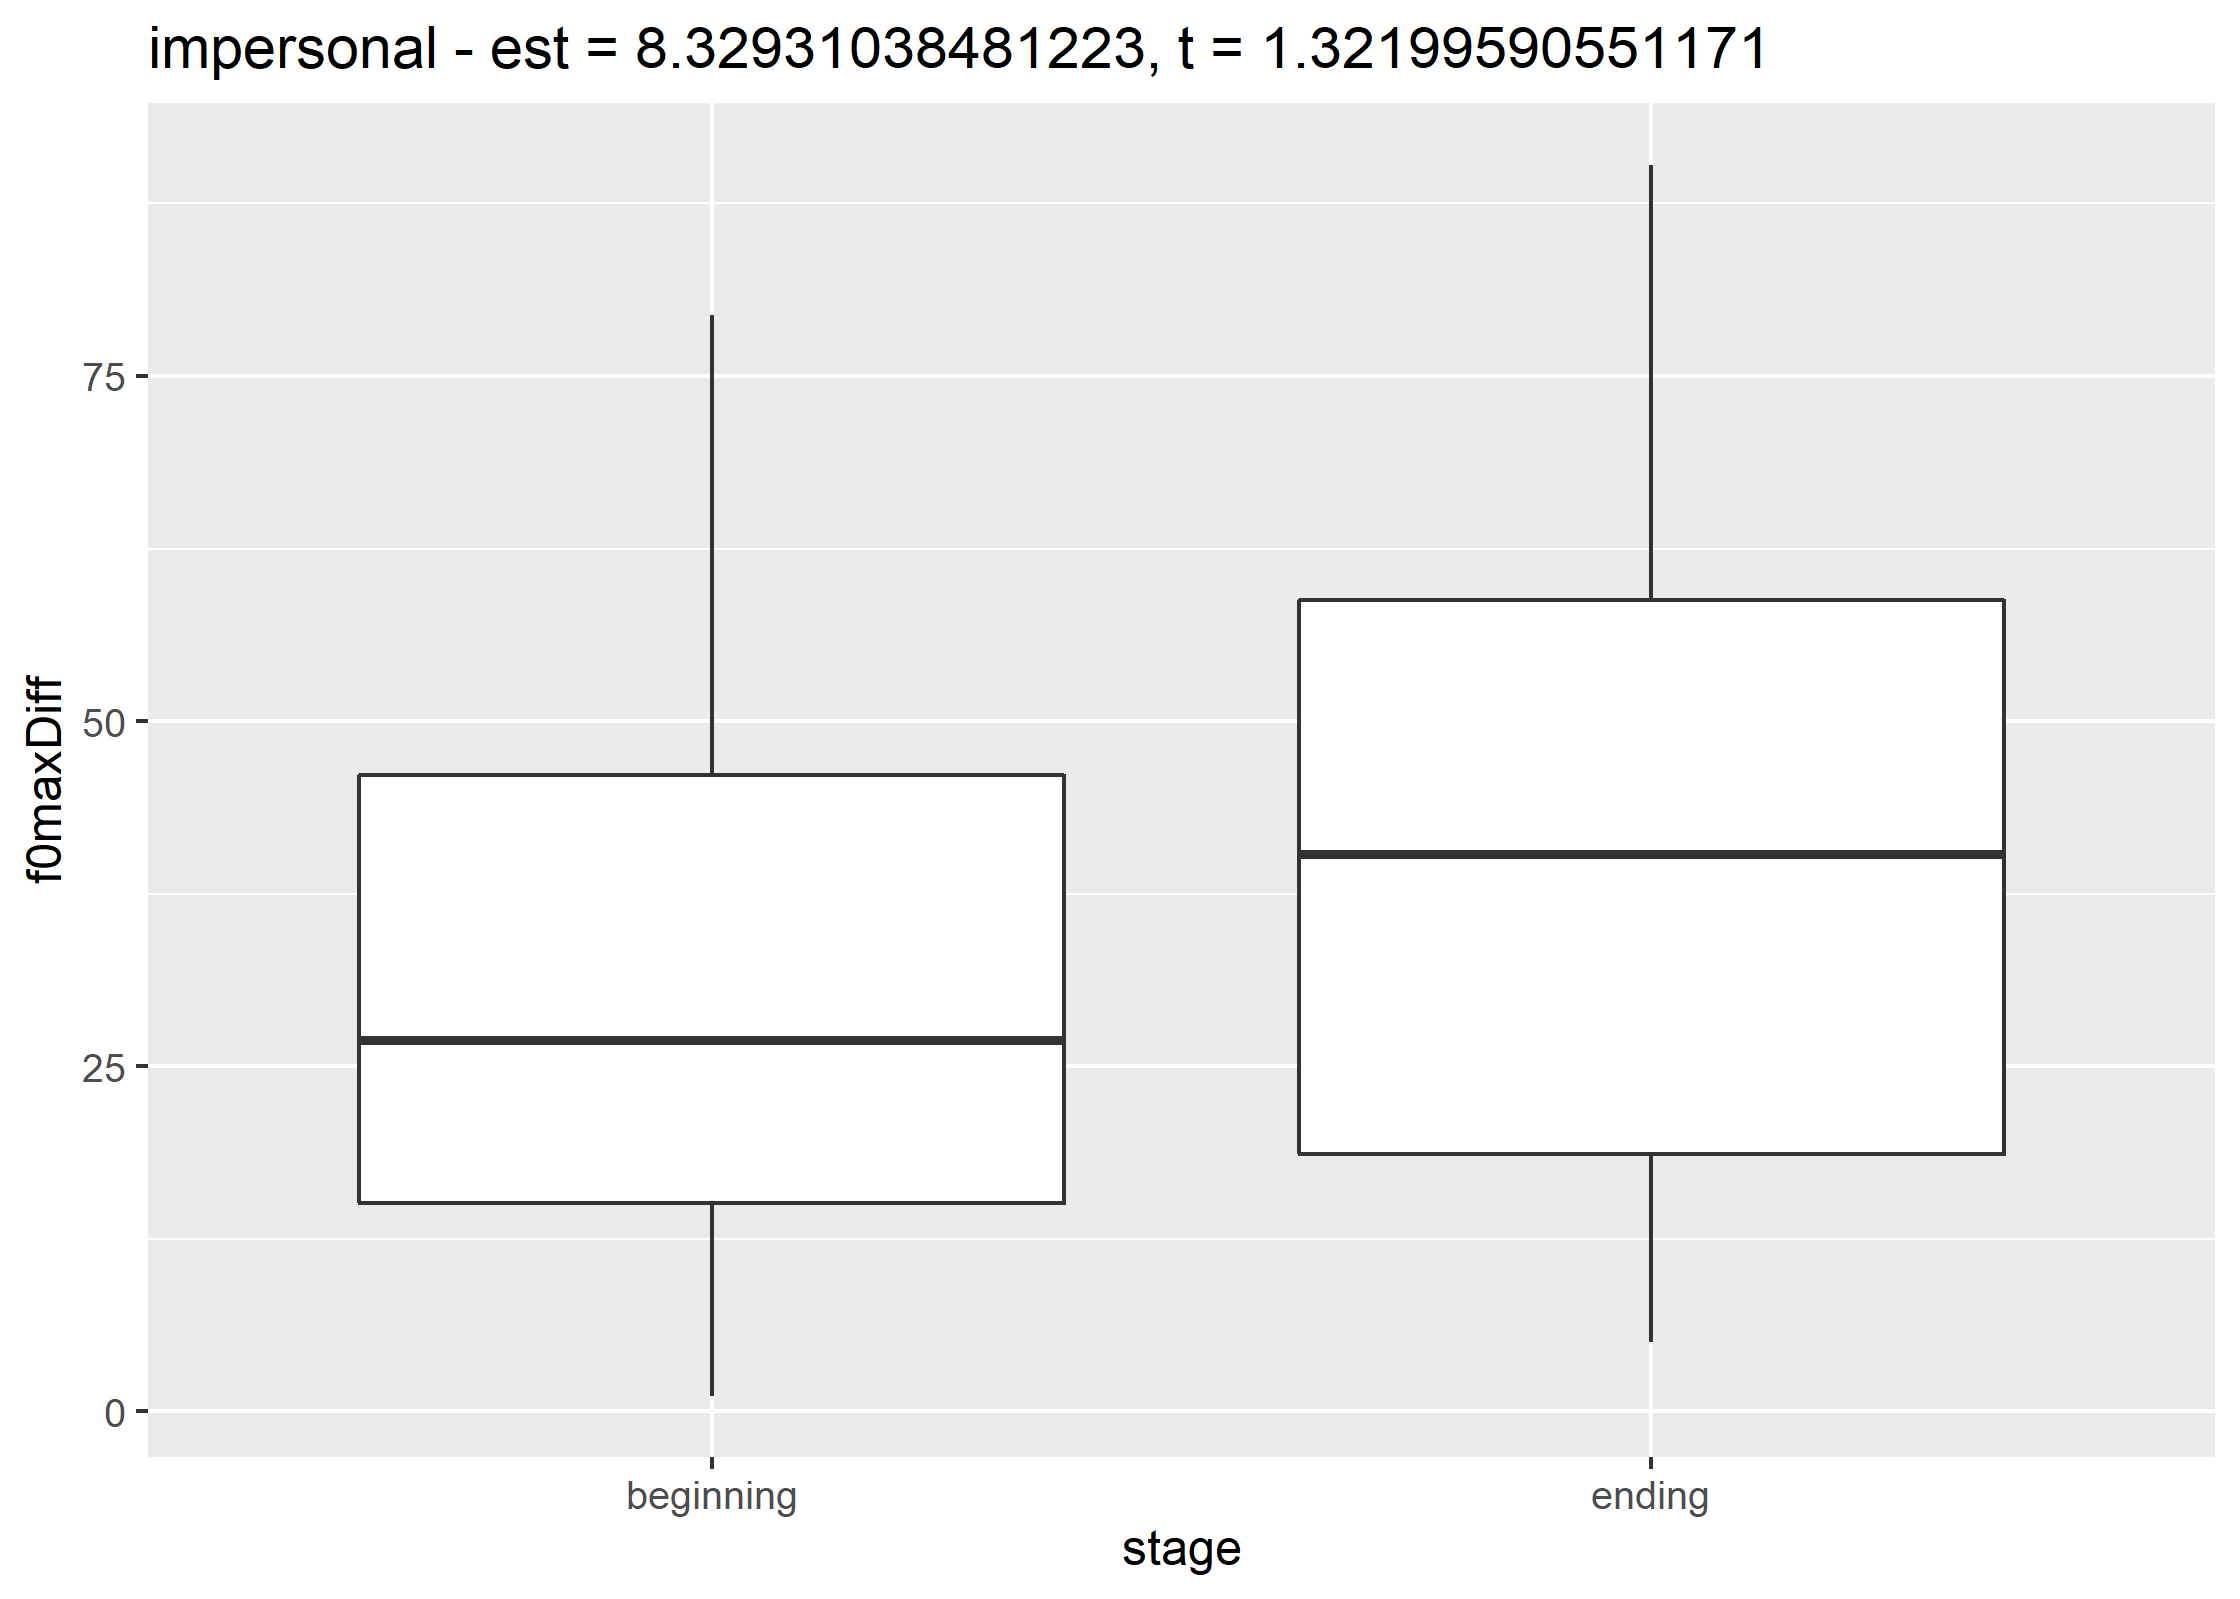 impersonal - est = 8.32931038481223, t = 1.32199590551171
f0maxDiff
75
50
25
0
beginning
ending
stage